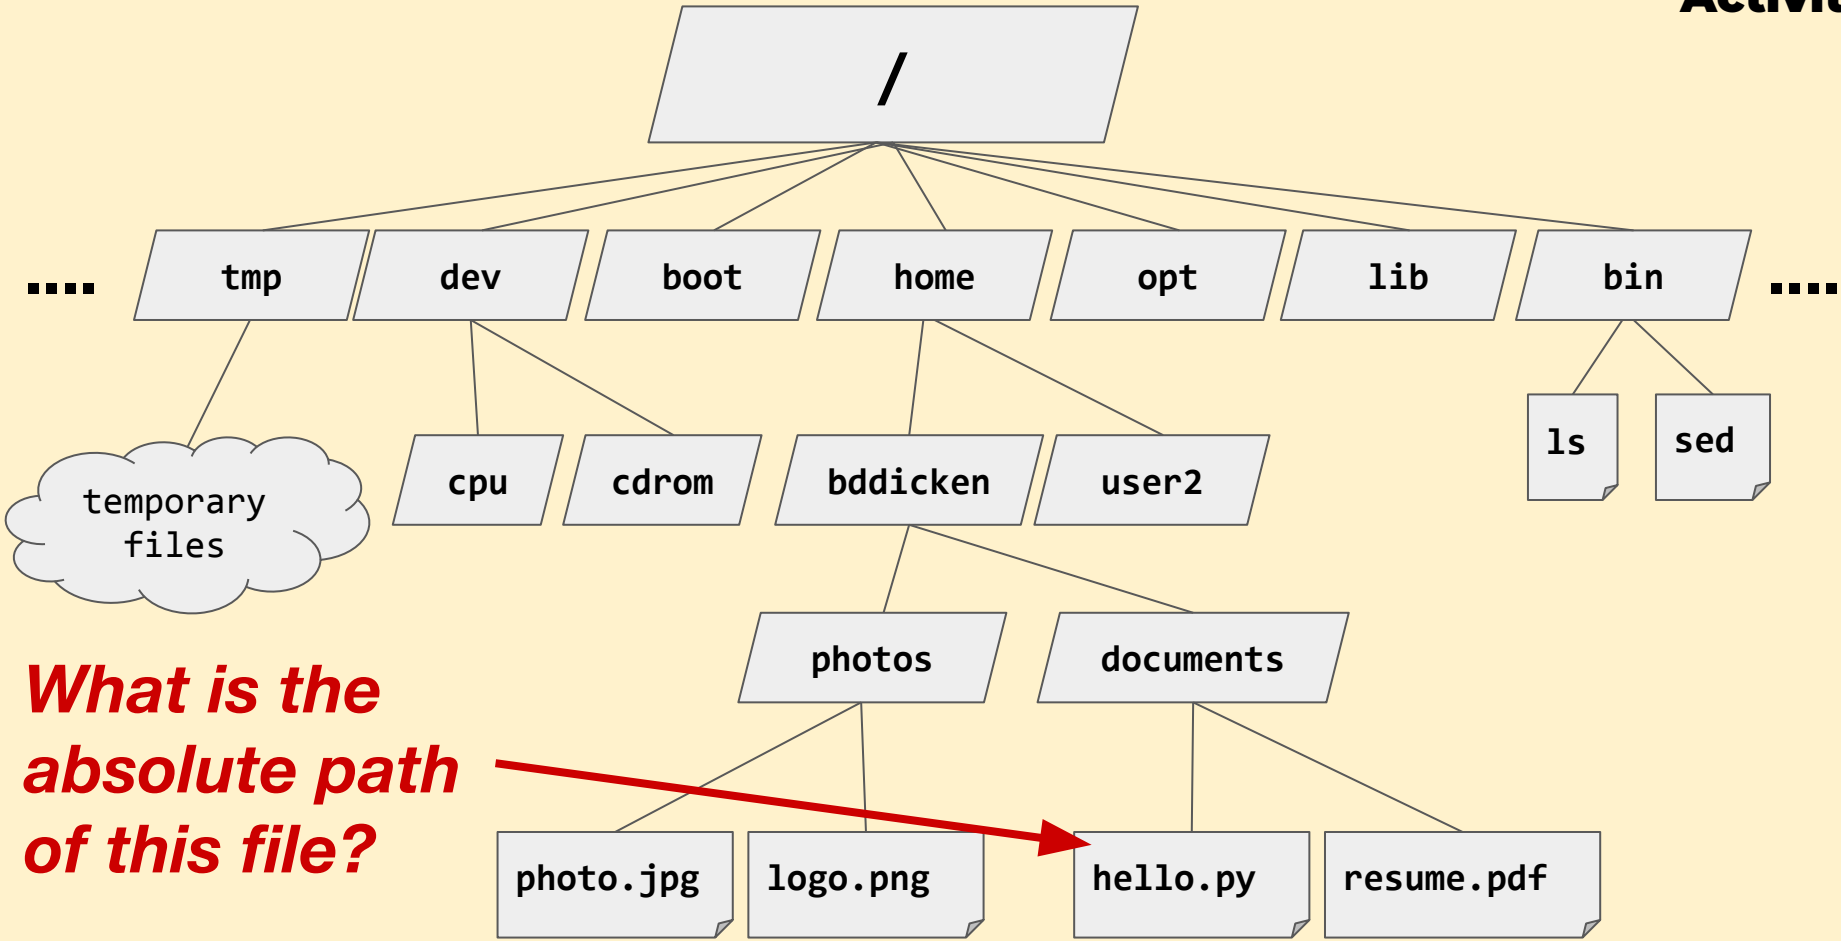 /
tmp dev boot home opt lib bin
.... .....
cpu cdrom bddicken user2 ls sed
temporary
files
photos documents
What is the
absolute path
of this file?
photo.jpg logo.png hello.py resume.pdf